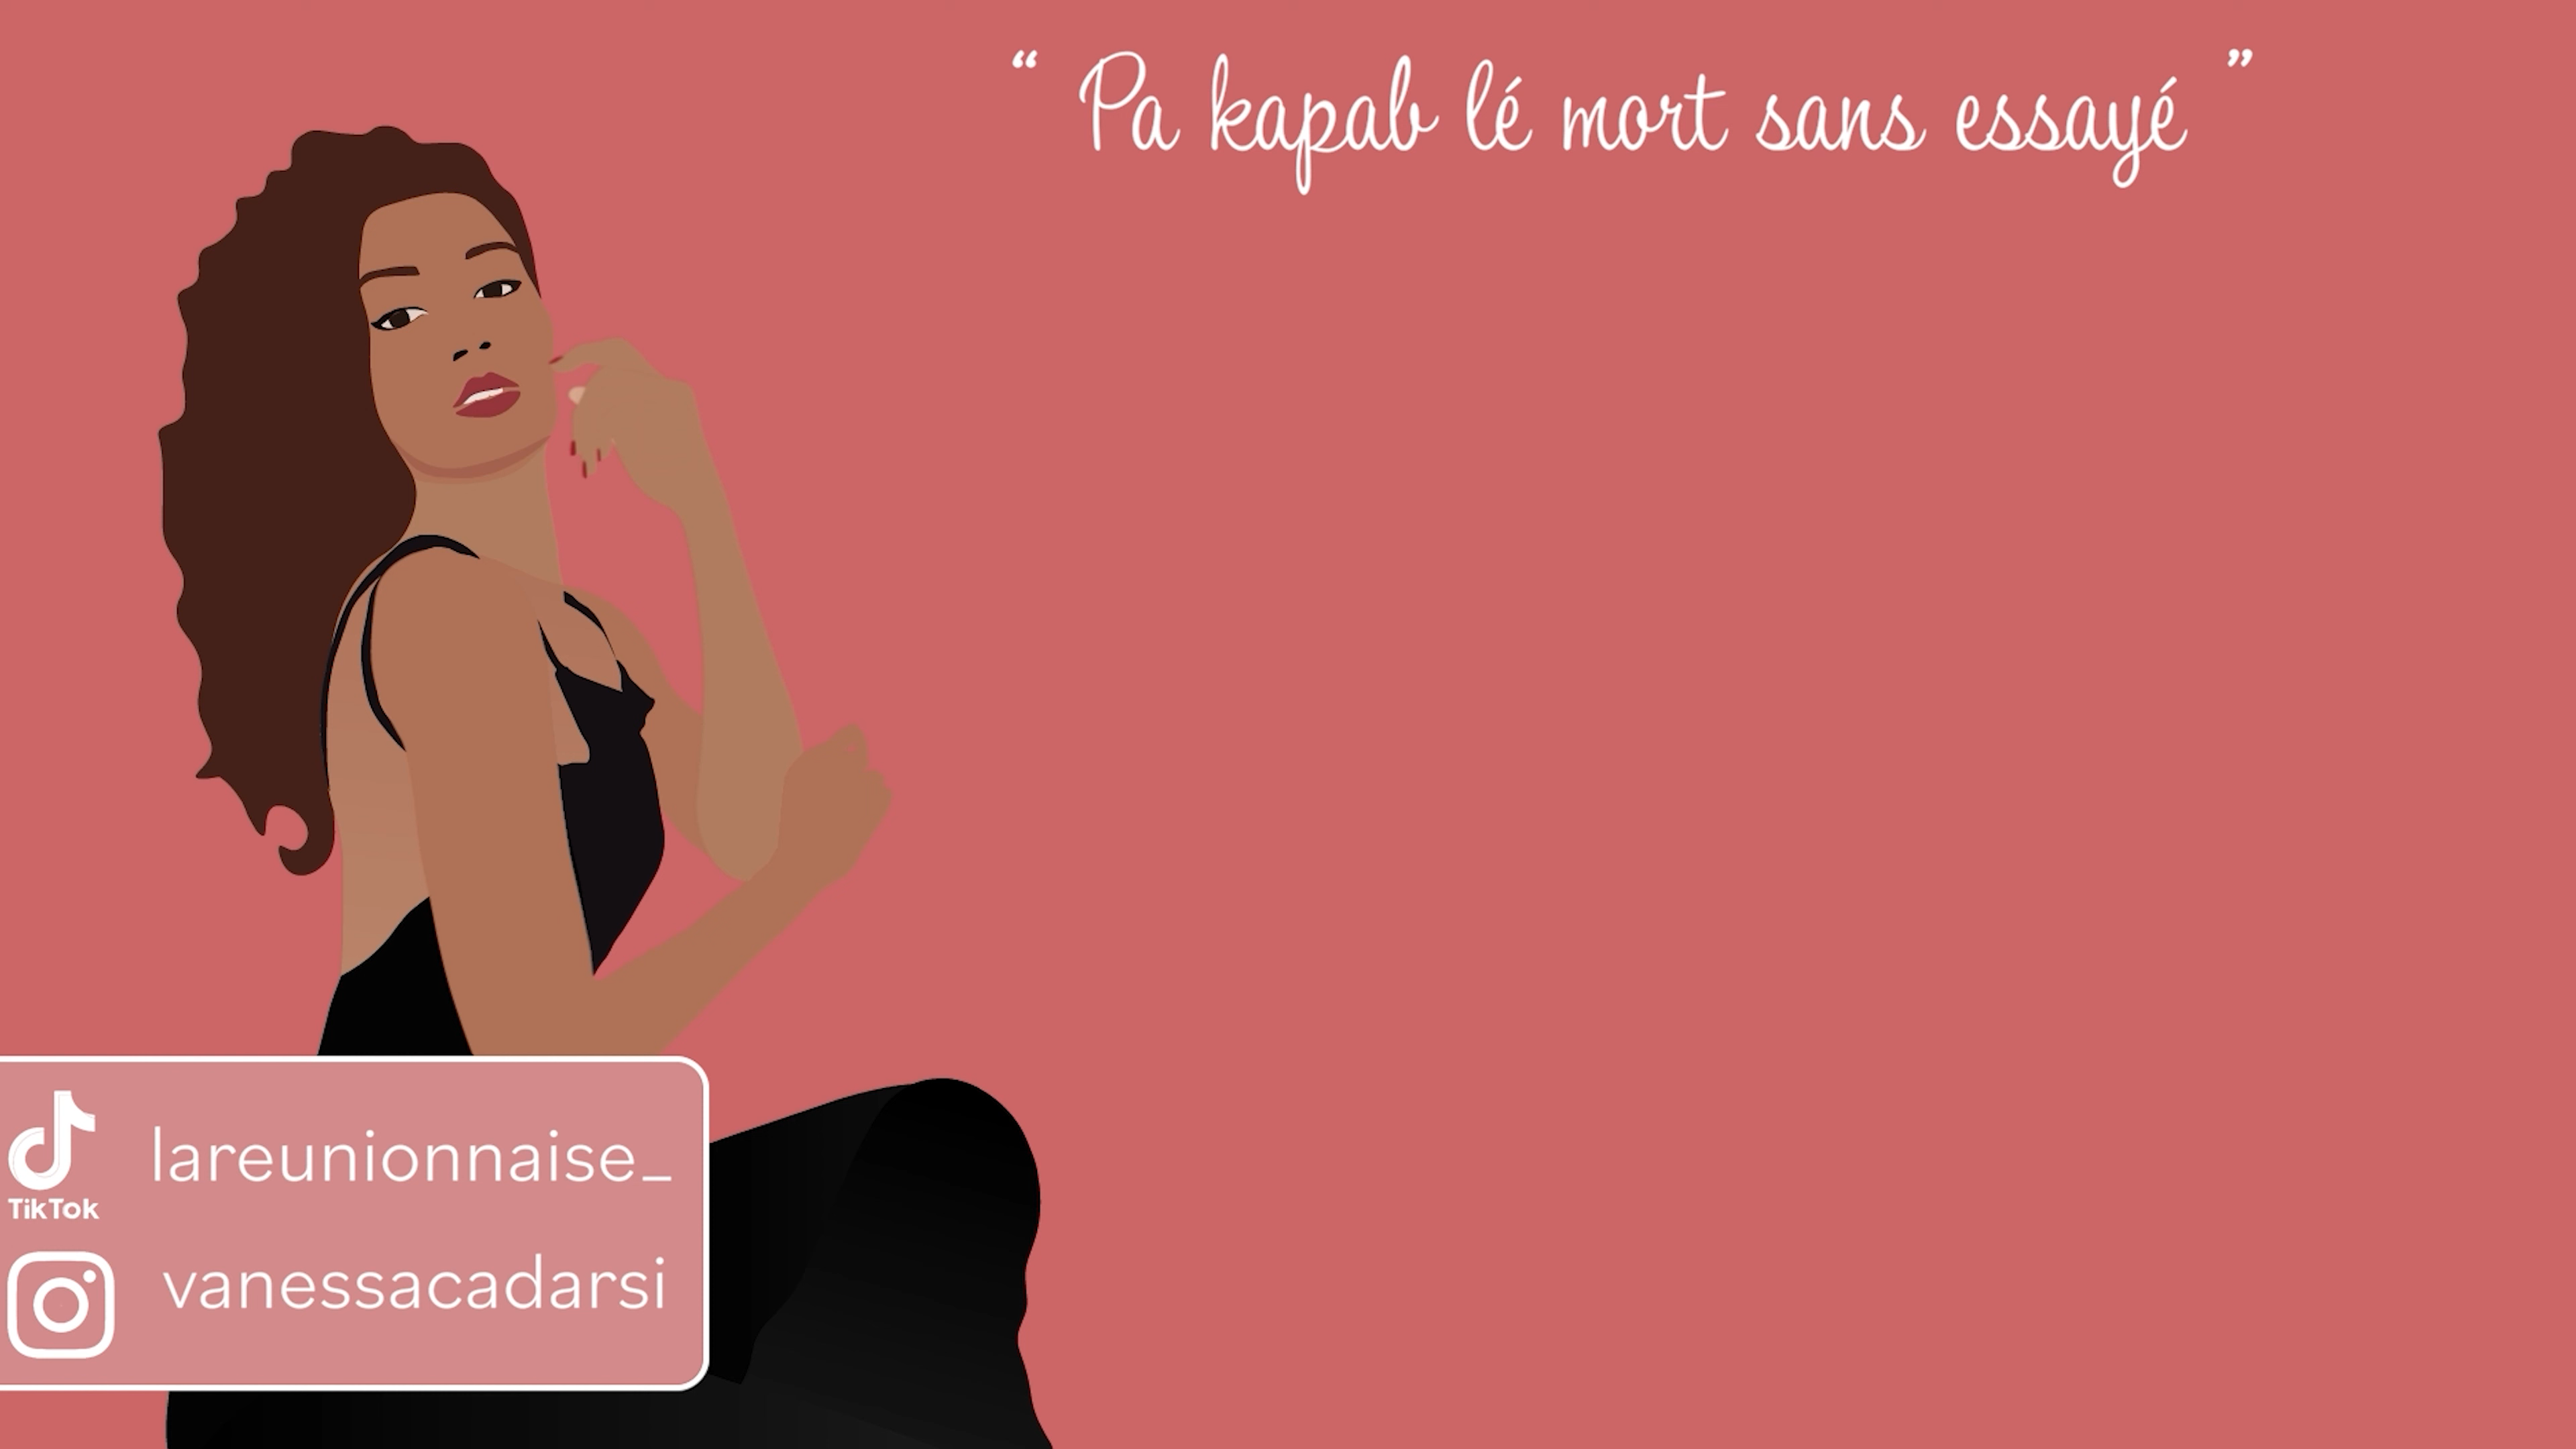 “ Pa kapab lé mort sans essayé ”
lareunionnaise_
TikTok
vanessacadarsi